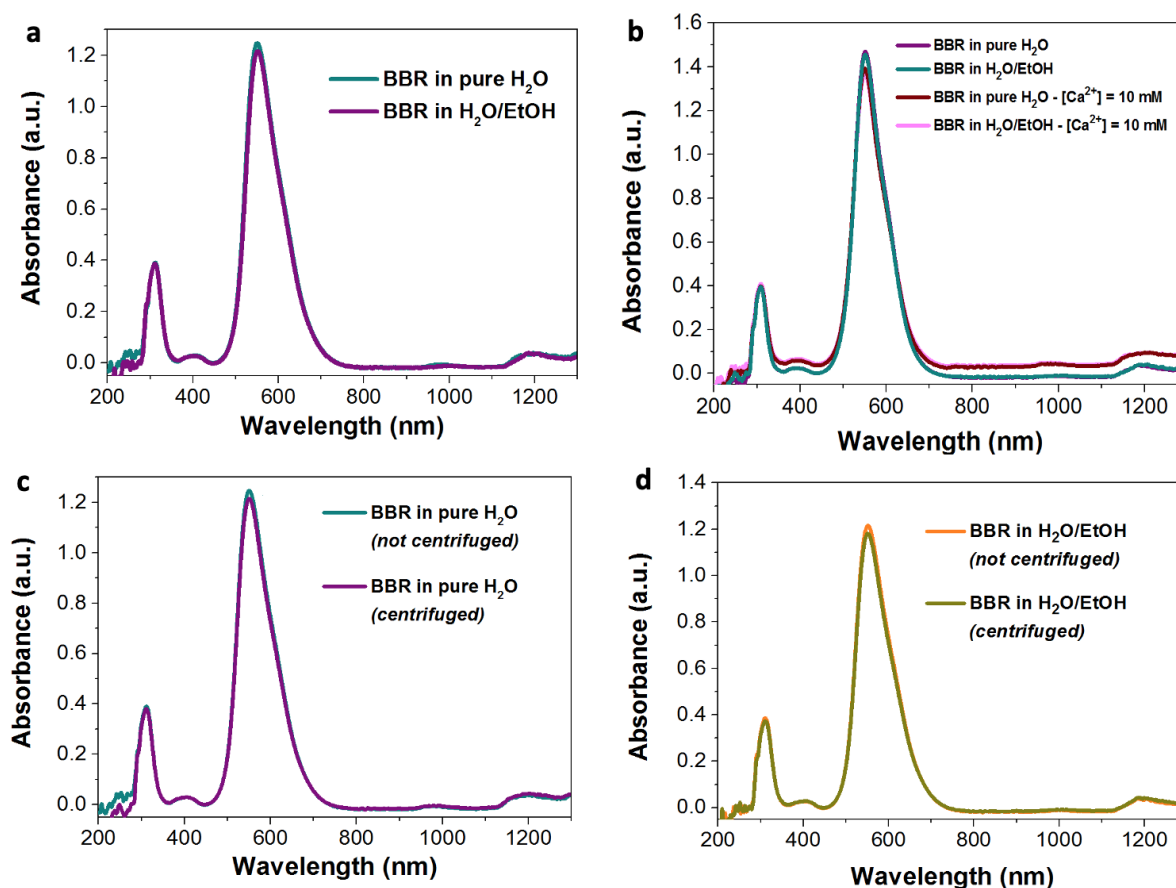 a
BBR in pure H₂O
BBR in H₂O/EtOH
Absorbance (a.u.)
1.2
1.0
0.8
0.6
0.4
0.2
0.0
200 400 600 800 1000 1200
Wavelength (nm)
b
BBR in pure H₂O
BBR in H₂O/EtOH
BBR in pure H₂O - [Ca²⁺] = 10 mM
BBR in H₂O/EtOH - [Ca²⁺] = 10 mM
Absorbance (a.u.)
1.6
1.4
1.2
1.0
0.8
0.6
0.4
0.2
0.0
200 400 600 800 1000 1200
Wavelength (nm)
c
BBR in pure H₂O
(not centrifuged)
BBR in pure H₂O
(centrifuged)
Absorbance (a.u.)
1.2
1.0
0.8
0.6
0.4
0.2
0.0
200 400 600 800 1000 1200
Wavelength (nm)
d
BBR in H₂O/EtOH
(not centrifuged)
BBR in H₂O/EtOH
(centrifuged)
Absorbance (a.u.)
1.4
1.2
1.0
0.8
0.6
0.4
0.2
0.0
200 400 600 800 1000 1200
Wavelength (nm)